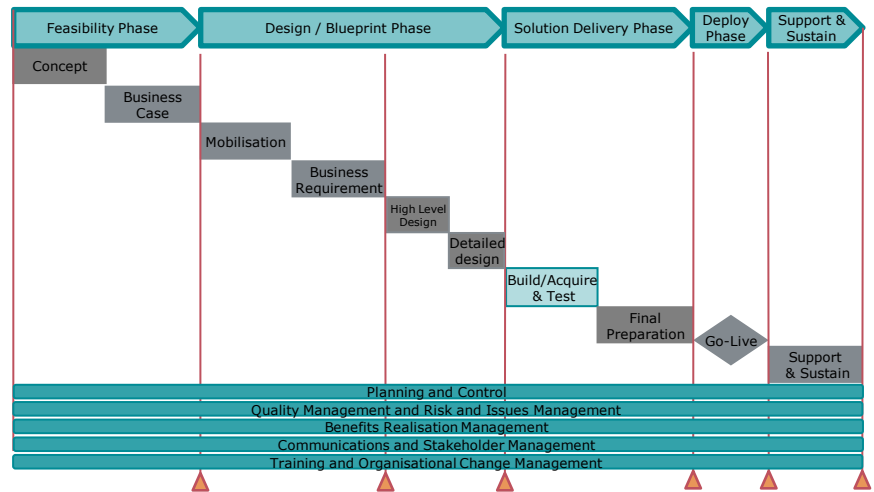 Feasibility Phase
Design / Blueprint Phase
Solution Delivery Phase
Deploy
Phase
Support &
Sustain
Concept
Business
Case
Mobilisation
Business
Requirement
High Level
Design
Detailed
design
Build/Acquire
& Test
Final
Preparation
Go-Live
Support
& Sustain
Planning and Control
Quality Management and Risk and Issues Management
Benefits Realisation Management
Communications and Stakeholder Management
Training and Organisational Change Management